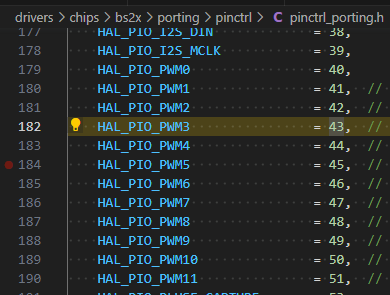 drivers > chips > bs2x > porting > pinctrl > C pinctrl_porting.h
177 HAL_PIO_I2S_DIN = 38,
178 HAL_PIO_I2S_MCLK = 39,
179 HAL_PIO_PWM0 = 40,
180 HAL_PIO_PWM1 = 41, //
181 HAL_PIO_PWM2 = 42, //
182 HAL_PIO_PWM3 = 43, //
183 HAL_PIO_PWM4 = 44, //
184 HAL_PIO_PWM5 = 45, //
185 HAL_PIO_PWM6 = 46, //
186 HAL_PIO_PWM7 = 47, //
187 HAL_PIO_PWM8 = 48, //
188 HAL_PIO_PWM9 = 49, //
189 HAL_PIO_PWM10 = 50, //
190 HAL_PIO_PWM11 = 51, //